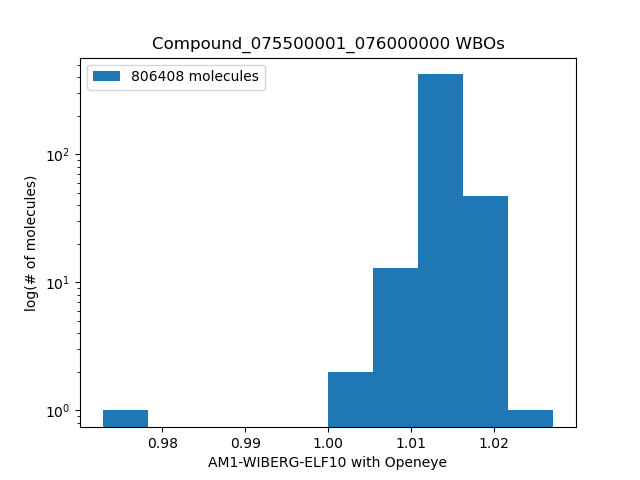 Compound_075500001_076000000 WBOs
806408 molecules
log(# of molecules)
10²
10¹
10⁰
0.98 0.99 1.00 1.01 1.02
AM1-WIBERG-ELF10 with Openeye